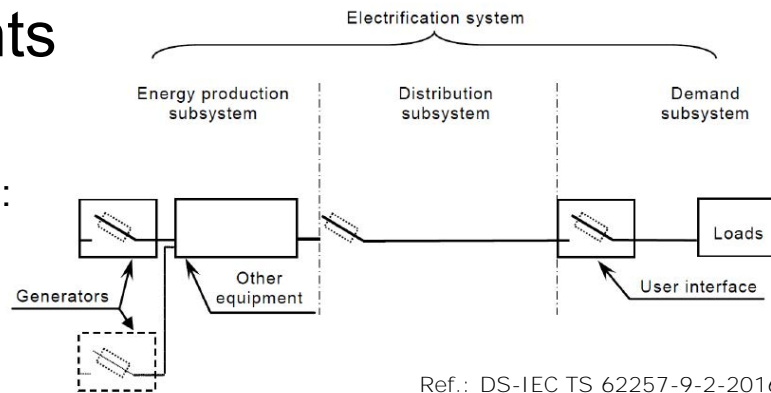 nts
Electrification system
Energy production
subsystem
Distribution
subsystem
Demand
subsystem
:
Loads
Other
equipment
Generators
User interface
Ref.: DS-IEC TS 62257-9-2-2016